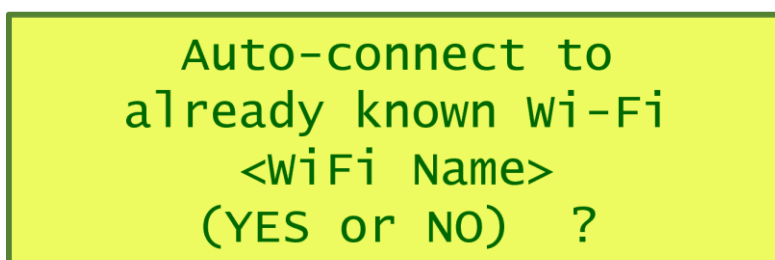 Auto-connect to
already known Wi-Fi
<WiFi Name>
(YES or NO) ?